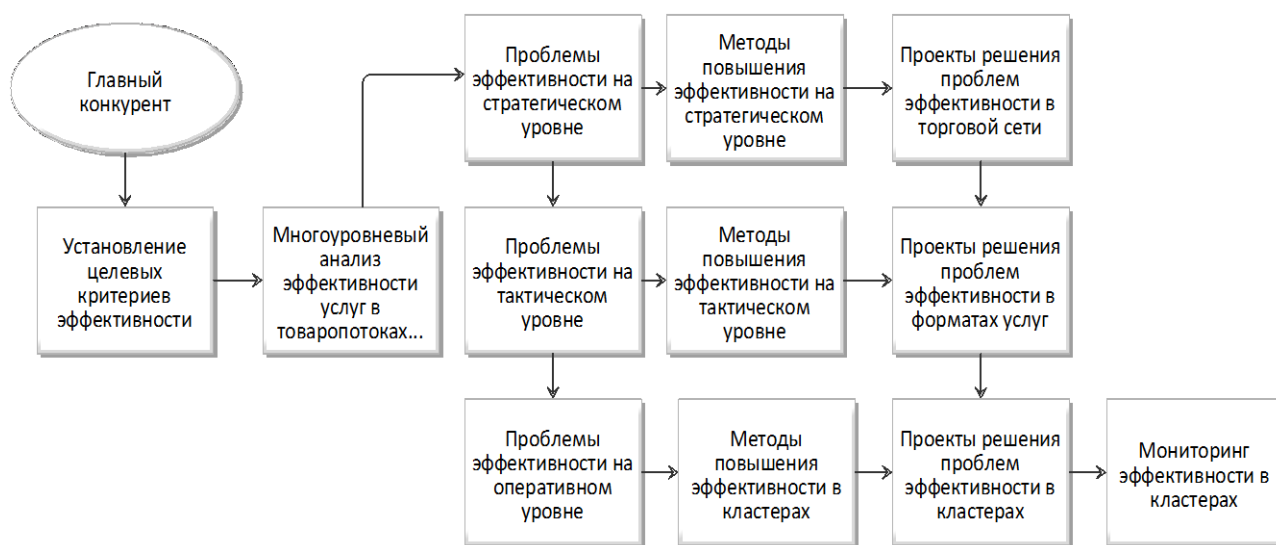 Главный
конкурент
Проблемы
эффективности на
стратегическом
уровне
Методы
повышения
эффективности на
стратегическом
уровне
Проекты решения
проблем
эффективности в
торговой сети
Установление
целевых
критериев
эффективности
Многоуровневый
анализ
эффективности
услуг в
товаропотоках...
Проблемы
эффективности на
тактическом
уровне
Методы
повышения
эффективности на
тактическом
уровне
Проекты решения
проблем
эффективности в
форматах услуг
Проблемы
эффективности на
оперативном
уровне
Методы
повышения
эффективности в
кластерах
Проекты решения
проблем
эффективности в
кластерах
Мониторинг
эффективности в
кластерах